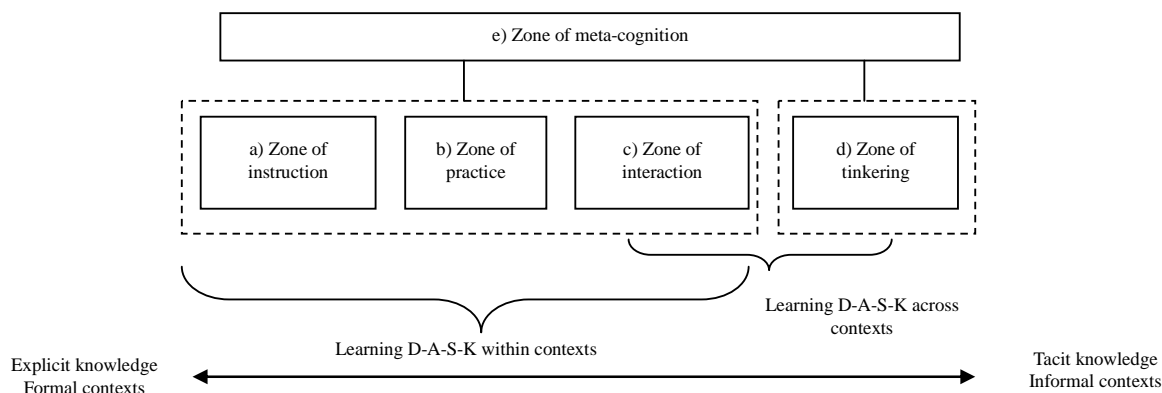 e) Zone of meta-cognition
a) Zone of
instruction
b) Zone of
practice
c) Zone of
interaction
d) Zone of
tinkering
Learning D-A-S-K across
contexts
Learning D-A-S-K within contexts
Explicit knowledge
Formal contexts
Tacit knowledge
Informal contexts